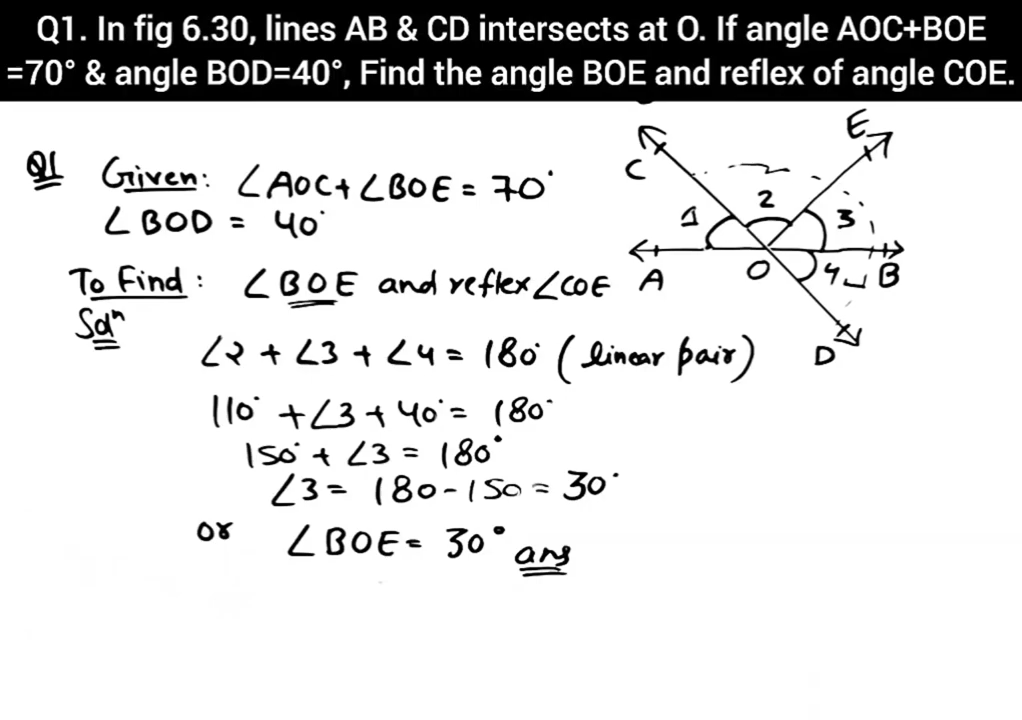 Q1. In fig 6.30, lines AB & CD intersects at O. If angle AOC+BOE
=70° & angle BOD=40°, Find the angle BOE and reflex of angle COE.
Q1 Given: ∠AOC+∠BOE = 70°
∠BOD = 40°
To Find: ∠BOE and reflex∠COE
Solⁿ
∠2 + ∠3 + ∠4 = 180° (linear pair)
110° + ∠3 + 40° = 180°
150° + ∠3 = 180°
∠3 = 180 - 150 = 30°
or ∠BOE = 30° ans
E
C
2
1
3
A
O
4
B
D